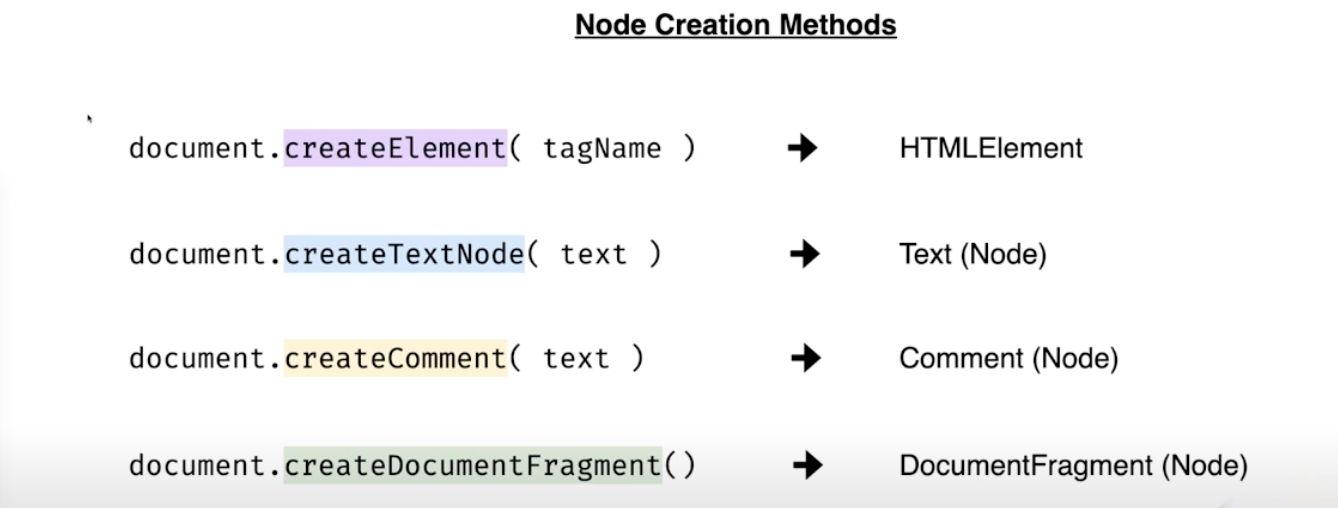 Node Creation Methods
document.createElement( tagName ) ➔ HTMLElement
document.createTextNode( text ) ➔ Text (Node)
document.createComment( text ) ➔ Comment (Node)
document.createDocumentFragment() ➔ DocumentFragment (Node)